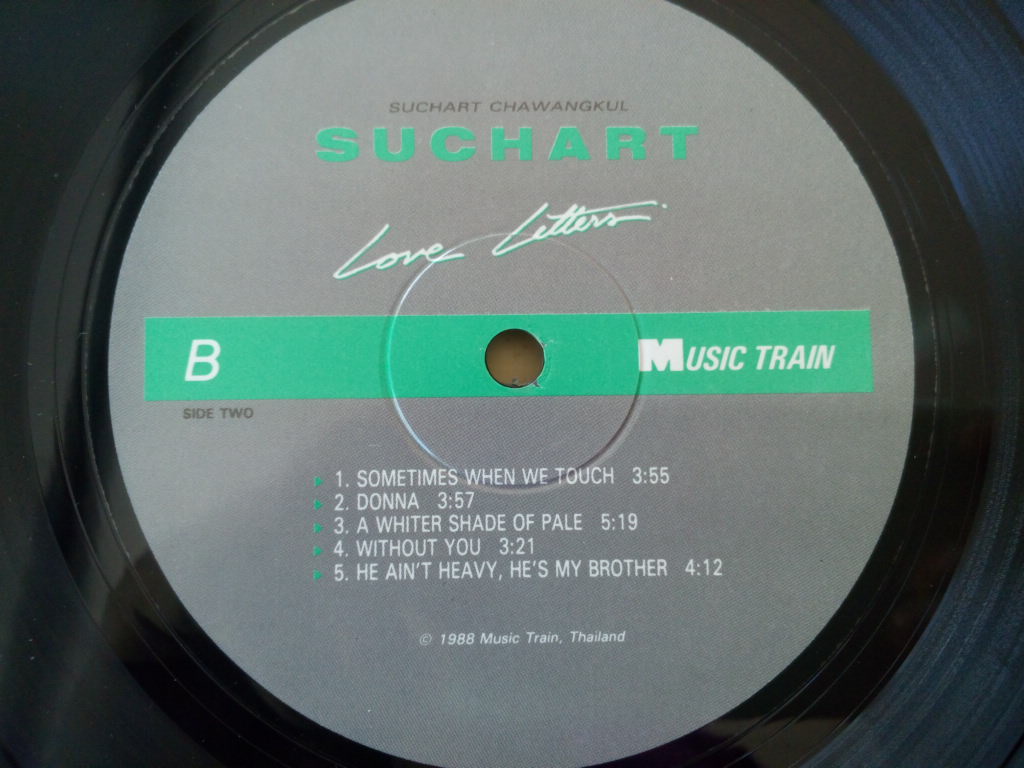 SUCHART CHAWANGKUL
SUCHART
Love Letters
B
MUSIC TRAIN
SIDE TWO
1. SOMETIMES WHEN WE TOUCH 3:55
2. DONNA 3:57
3. A WHITER SHADE OF PALE 5:19
4. WITHOUT YOU 3:21
5. HE AIN'T HEAVY, HE'S MY BROTHER 4:12
© 1988 Music Train, Thailand